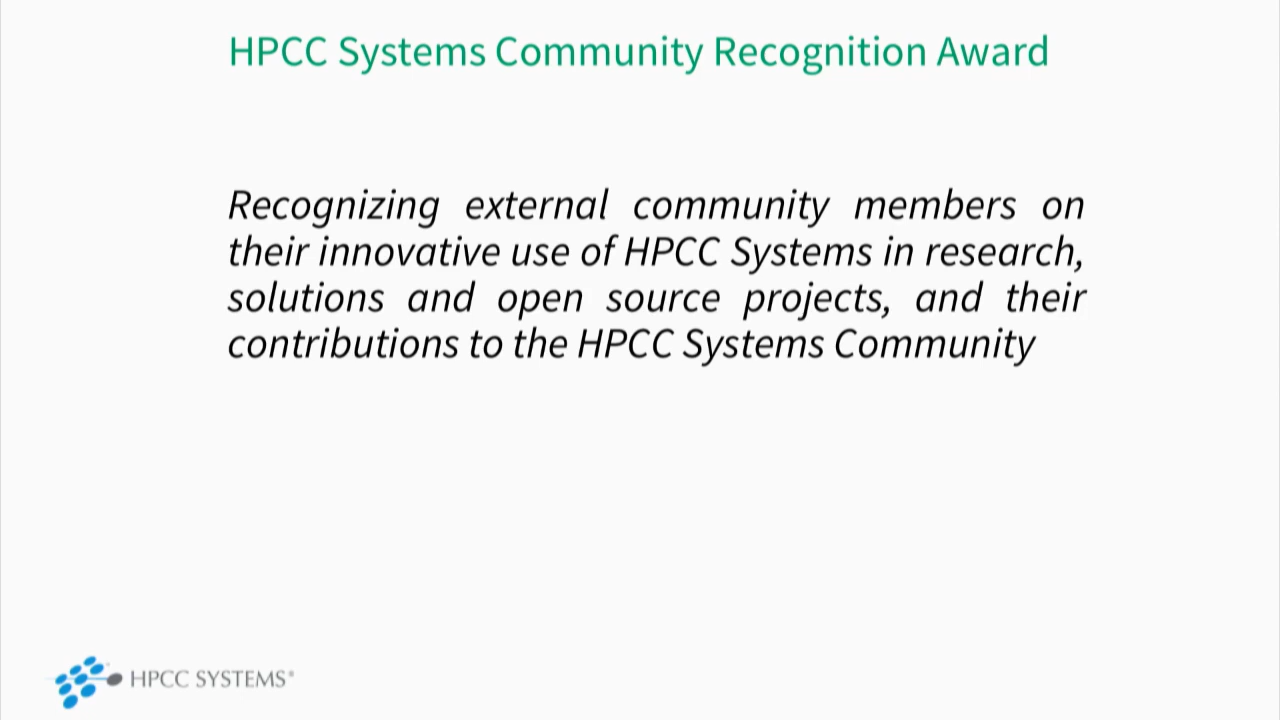 HPCC Systems Community Recognition Award
Recognizing external community members on
their innovative use of HPCC Systems in research,
solutions and open source projects, and their
contributions to the HPCC Systems Community
HPCC SYSTEMS®